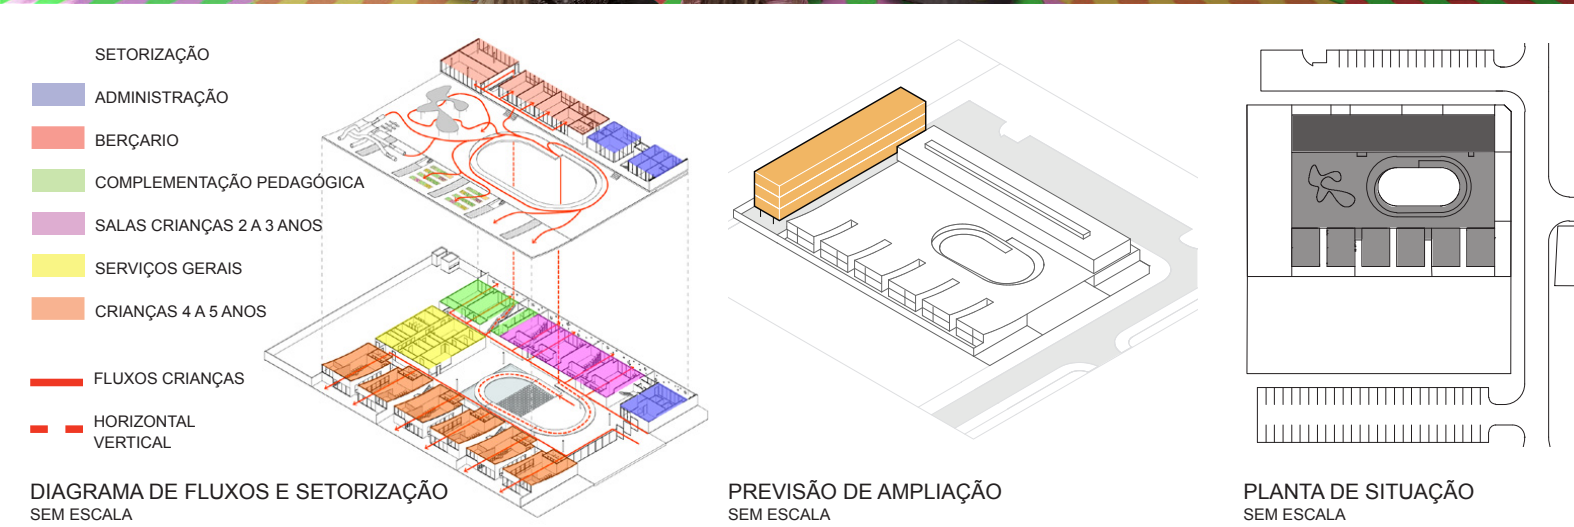 SETORIZAÇÃO
ADMINISTRAÇÃO
BERÇARIO
COMPLEMENTAÇÃO PEDAGÓGICA
SALAS CRIANÇAS 2 A 3 ANOS
SERVIÇOS GERAIS
CRIANÇAS 4 A 5 ANOS
FLUXOS CRIANÇAS
HORIZONTAL
VERTICAL
DIAGRAMA DE FLUXOS E SETORIZAÇÃO
SEM ESCALA
PREVISÃO DE AMPLIAÇÃO
SEM ESCALA
PLANTA DE SITUAÇÃO
SEM ESCALA